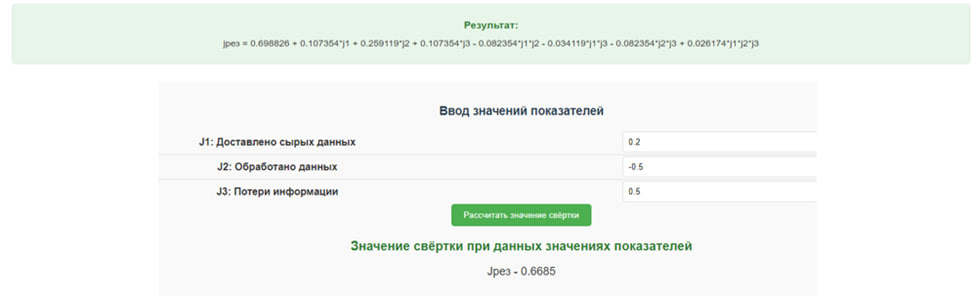 Результат:
jрез = 0.698826 + 0.107354*j1 + 0.259119*j2 + 0.107354*j3 - 0.082354*j1*j2 - 0.034119*j1*j3 - 0.082354*j2*j3 + 0.026174*j1*j2*j3
Ввод значений показателей
J1: Доставлено сырых данных 0.2
J2: Обработано данных -0.5
J3: Потери информации 0.5
Рассчитать значение свёртки
Значение свёртки при данных значениях показателей
Jрез - 0.6685